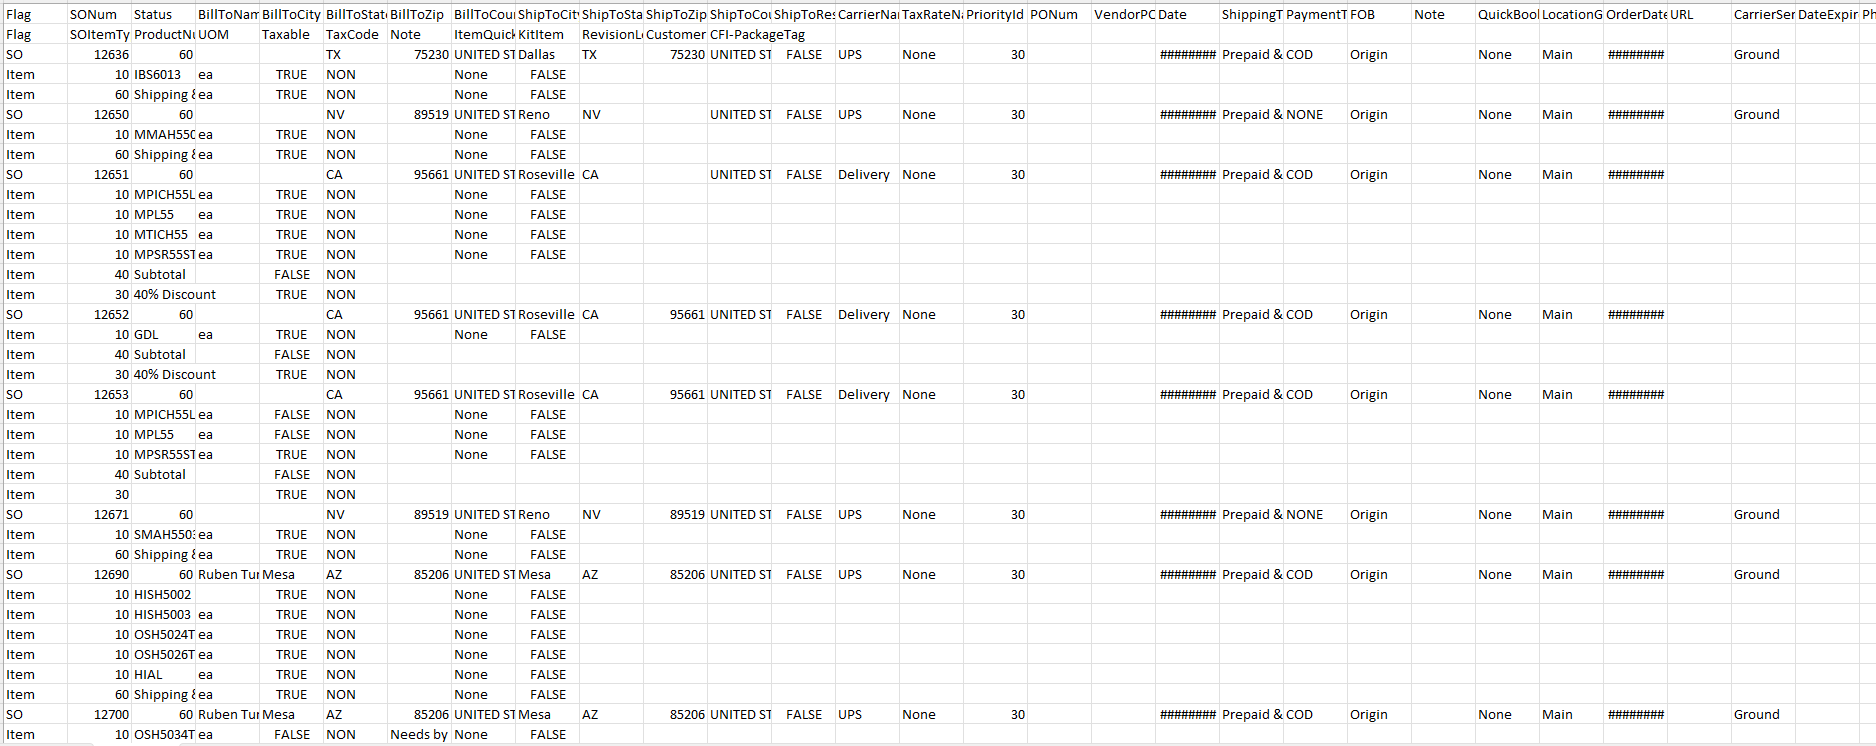 Flag SONum Status BillToNam BillToCity BillToState BillToZip BillToCour ShipToCity ShipToSta ShipToZip ShipToCou ShipToRes CarrierNa TaxRateNa PriorityId PONum VendorPC Date ShippingT PaymentT FOB Note QuickBool LocationG OrderDate URL CarrierSer DateExpir Ph
Flag SOItemTy ProductNu UOM Taxable TaxCode Note ItemQuick KitItem RevisionL Customer CFI-PackageTag
SO 12636 60 TX 75230 UNITED ST Dallas TX 75230 UNITED ST FALSE UPS None 30 ######## Prepaid & COD Origin None Main ######## Ground
Item 10 IBS6013 ea TRUE NON None FALSE
Item 60 Shipping & ea TRUE NON None FALSE
SO 12650 60 NV 89519 UNITED ST Reno NV UNITED ST FALSE UPS None 30 ######## Prepaid & NONE Origin None Main ######## Ground
Item 10 MMAH550 ea TRUE NON None FALSE
Item 60 Shipping & ea TRUE NON None FALSE
SO 12651 60 CA 95661 UNITED ST Roseville CA UNITED ST FALSE Delivery None 30 ######## Prepaid & COD Origin None Main ########
Item 10 MPICH55L ea TRUE NON None FALSE
Item 10 MPL55 ea TRUE NON None FALSE
Item 10 MTICH55 ea TRUE NON None FALSE
Item 10 MPSR55ST ea TRUE NON None FALSE
Item 40 Subtotal FALSE NON
Item 30 40% Discount TRUE NON
SO 12652 60 CA 95661 UNITED ST Roseville CA 95661 UNITED ST FALSE Delivery None 30 ######## Prepaid & COD Origin None Main ########
Item 10 GDL ea TRUE NON None FALSE
Item 40 Subtotal FALSE NON
Item 30 40% Discount TRUE NON
SO 12653 60 CA 95661 UNITED ST Roseville CA 95661 UNITED ST FALSE Delivery None 30 ######## Prepaid & COD Origin None Main ########
Item 10 MPICH55L ea FALSE NON None FALSE
Item 10 MPL55 ea FALSE NON None FALSE
Item 10 MPSR55ST ea TRUE NON None FALSE
Item 40 Subtotal FALSE NON
Item 30 TRUE NON
SO 12671 60 NV 89519 UNITED ST Reno NV 89519 UNITED ST FALSE UPS None 30 ######## Prepaid & NONE Origin None Main ######## Ground
Item 10 SMAH550 ea TRUE NON None FALSE
Item 60 Shipping & ea TRUE NON None FALSE
SO 12690 60 Ruben Tur Mesa AZ 85206 UNITED ST Mesa AZ 85206 UNITED ST FALSE UPS None 30 ######## Prepaid & COD Origin None Main ######## Ground
Item 10 HISH5002 TRUE NON None FALSE
Item 10 HISH5003 ea TRUE NON None FALSE
Item 10 OSH5024T ea TRUE NON None FALSE
Item 10 OSH5026T ea TRUE NON None FALSE
Item 10 HIAL ea TRUE NON None FALSE
Item 60 Shipping & ea TRUE NON None FALSE
SO 12700 60 Ruben Tur Mesa AZ 85206 UNITED ST Mesa AZ 85206 UNITED ST FALSE UPS None 30 ######## Prepaid & COD Origin None Main ######## Ground
Item 10 OSH5034T ea FALSE NON Needs by None FALSE